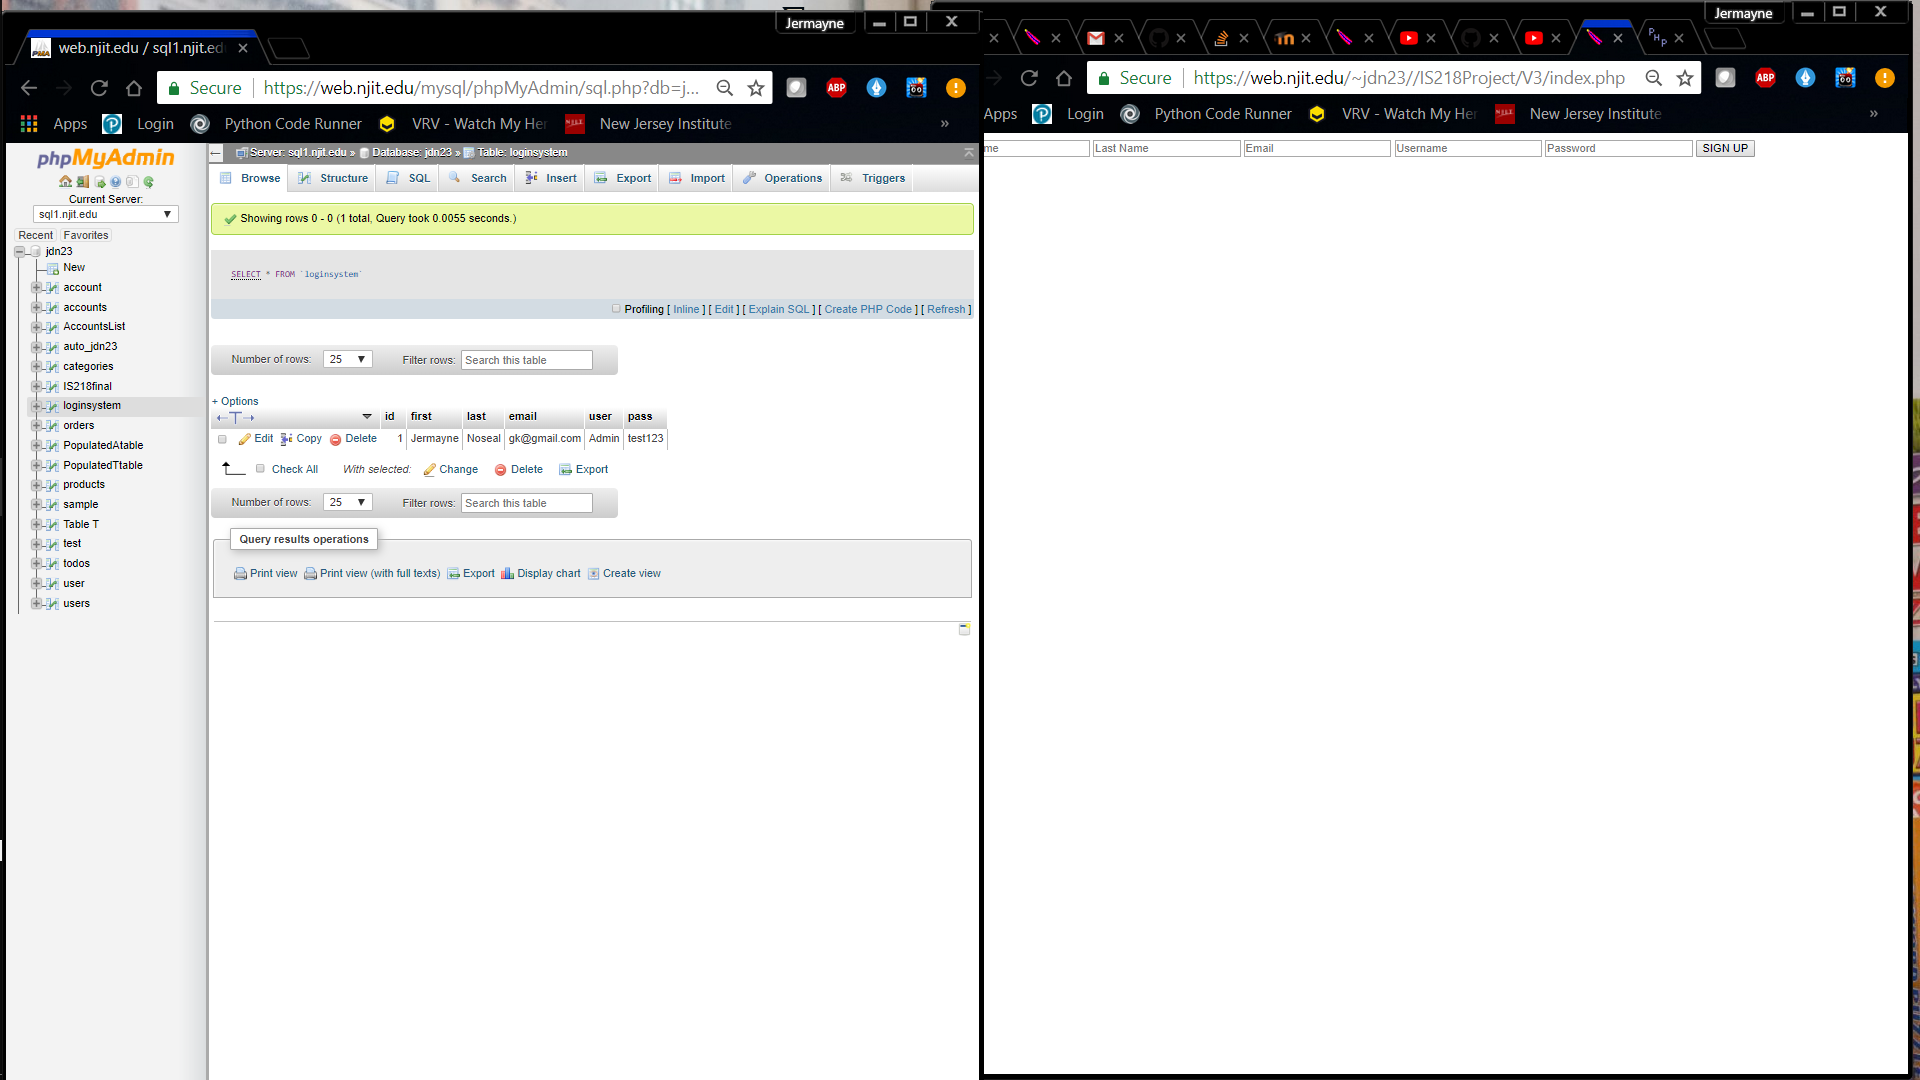 Jermayne
web.njit.edu / sql1.njit.ed
Secure
https://web.njit.edu/mysql/phpMyAdmin/sql.php?db=j...
ABP
Apps
Login
Python Code Runner
VRV - Watch My Her
New Jersey Institute
»
phpMyAdmin
Current Server:
sql1.njit.edu
Recent Favorites
jdn23
New
account
accounts
AccountsList
auto_jdn23
categories
IS218final
loginsystem
orders
PopulatedAtable
PopulatedTtable
products
sample
Table T
test
todos
user
users
Server: sql1.njit.edu » Database: jdn23 » Table: loginsystem
Browse Structure SQL Search Insert Export Import Operations Triggers
Showing rows 0 - 0 (1 total, Query took 0.0055 seconds.)
SELECT * FROM `loginsystem`
Profiling [ Inline ] [ Edit ] [ Explain SQL ] [ Create PHP Code ] [ Refresh ]
Number of rows: 25 Filter rows: Search this table
+ Options
←T→ id first last email user pass
Edit Copy Delete 1 Jermayne Noseal gk@gmail.com Admin test123
Check All With selected: Change Delete Export
Number of rows: 25 Filter rows: Search this table
Query results operations
Print view Print view (with full texts) Export Display chart Create view
Jermayne
Secure
https://web.njit.edu/~jdn23//IS218Project/V3/index.php
ABP
Apps
Login
Python Code Runner
VRV - Watch My Her
New Jersey Institute
»
me Last Name Email Username Password SIGN UP